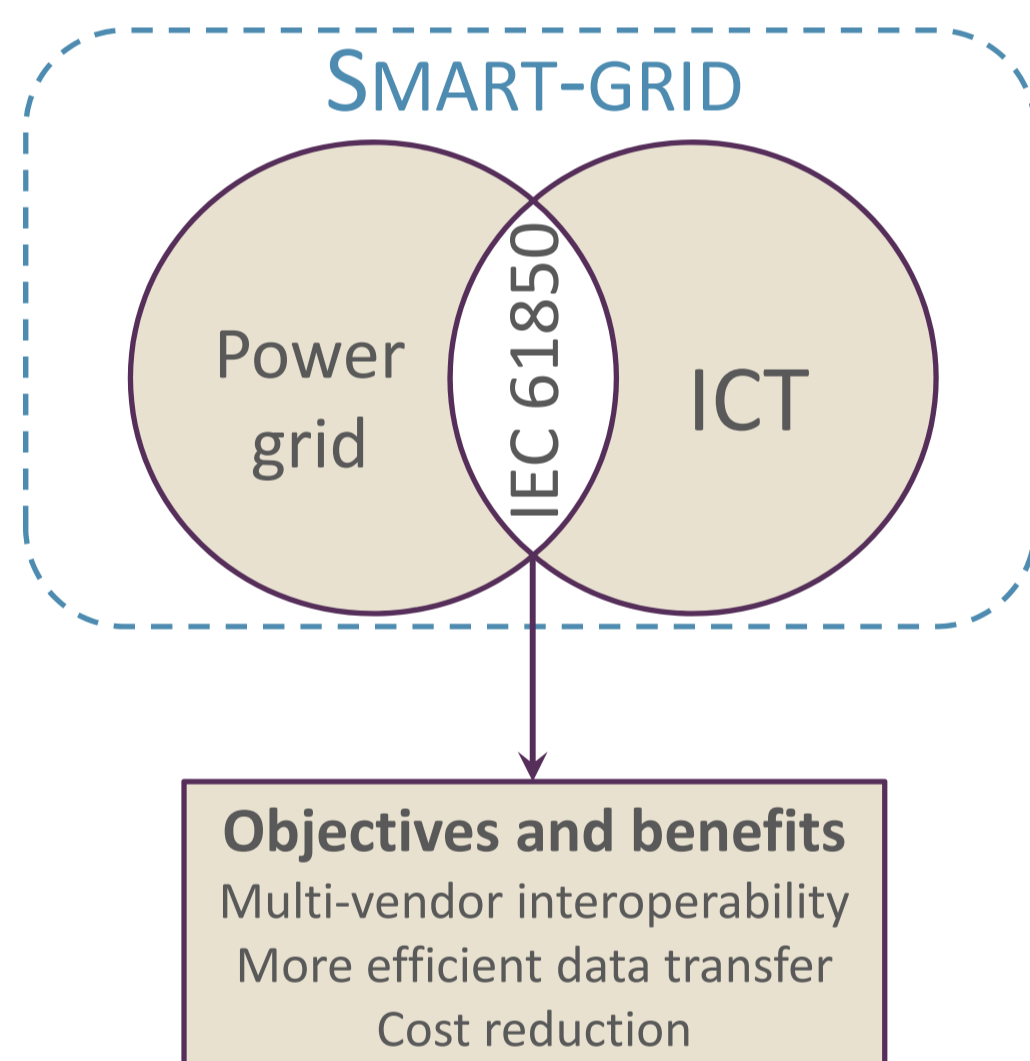 SMART-GRID
Power
grid
IEC 61850
ICT
Objectives and benefits
Multi-vendor interoperability
More efficient data transfer
Cost reduction